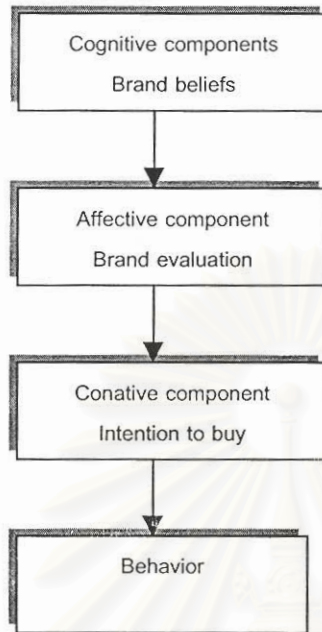 Cognitive components
Brand beliefs
Affective component
Brand evaluation
Conative component
Intention to buy
Behavior